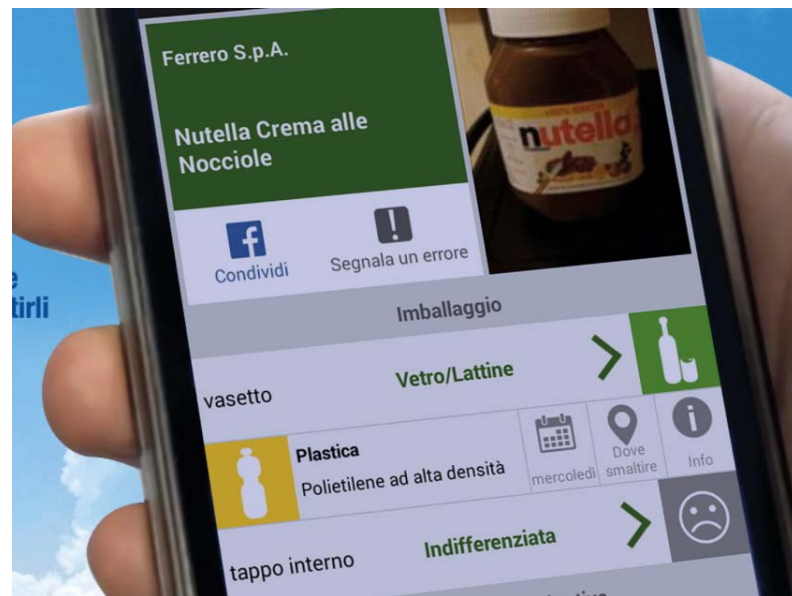 Ferrero S.p.A.
Nutella Crema alle
Nocciole
nutella
Condividi
Segnala un errore
tirli
Imballaggio
vasetto
Vetro/Lattine
Plastica
Polietilene ad alta densità
mercoledì
Dove
smaltire
Info
tappo interno
Indifferenziata